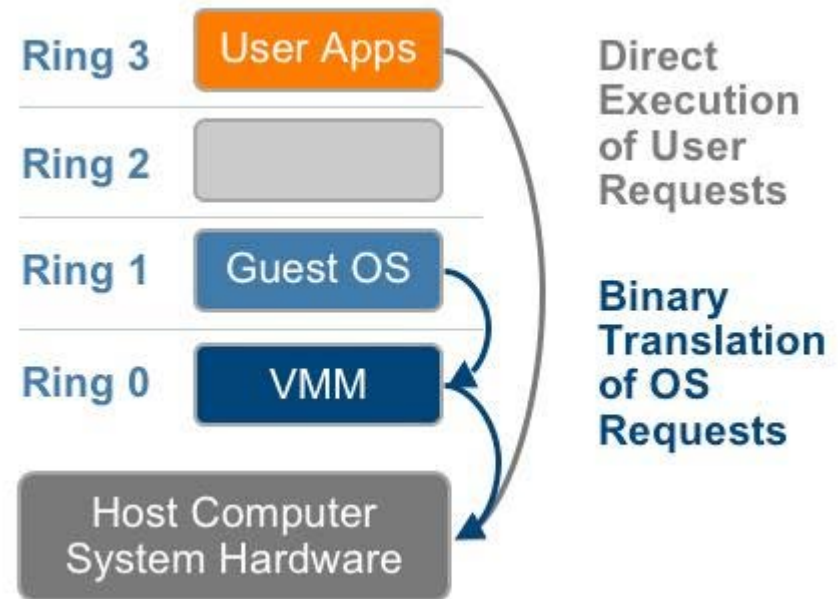 Ring 3
User Apps
Direct
Execution
of User
Requests
Ring 2
Ring 1
Guest OS
Binary
Translation
of OS
Requests
Ring 0
VMM
Host Computer
System Hardware